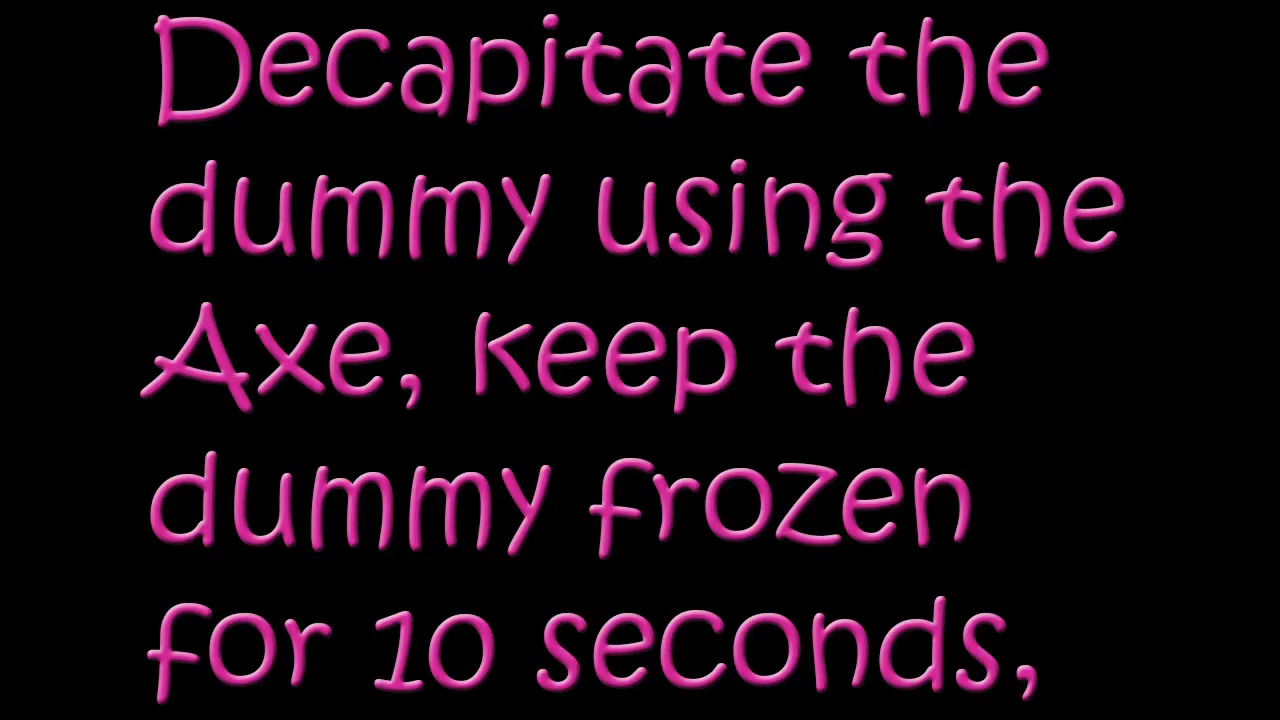 Decapitate the
dummy using the
Axe, keep the
dummy frozen
for 10 seconds,